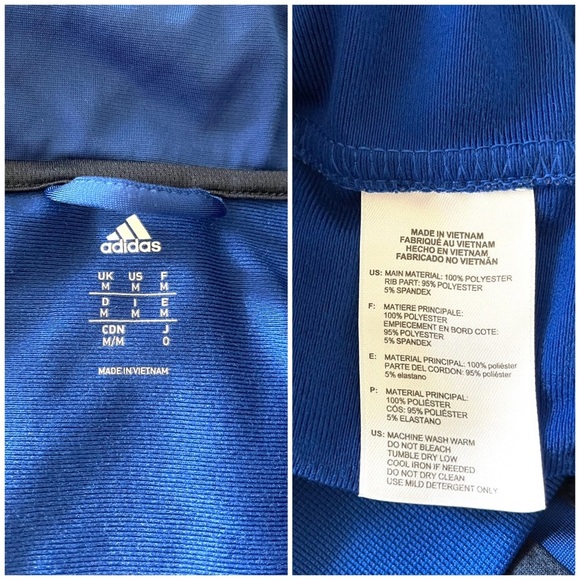 adidas
UK US F
M M M
D I E
M M M
CDN J
M/M O
MADE IN VIETNAM
MADE IN VIETNAM
FABRIQUÉ AU VIETNAM
HECHO EN VIETNAM
FABRICADO NO VIETNÃN
US: MAIN MATERIAL: 100% POLYESTER
RIB PART: 95% POLYESTER
5% SPANDEX
F: MATIERE PRINCIPALE:
100% POLYESTER
EMPIECEMENT EN BORD COTE:
95% POLYESTER
5% SPANDEX
E: MATERIAL PRINCIPAL: 100% poliéster
PARTE DEL CORDON: 95% poliéster
5% elastano
P: MATERIAL PRINCIPAL:
100% POLIÉSTER
CÓS: 95% POLIÉSTER
5% ELASTANO
US: MACHINE WASH WARM
DO NOT BLEACH
TUMBLE DRY LOW
COOL IRON IF NEEDED
DO NOT DRY CLEAN
USE MILD DETERGENT ONLY